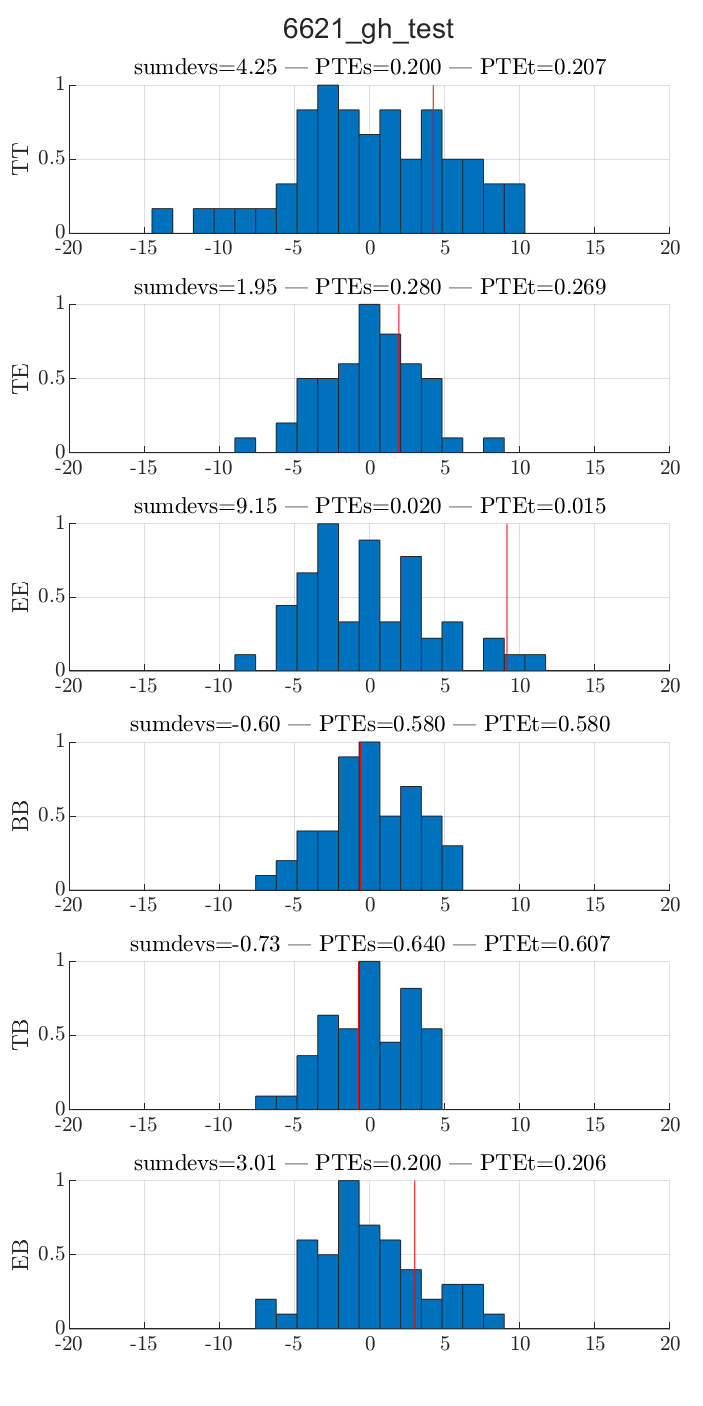 6621_gh_test
sumdevs=4.25 — PTEs=0.200 — PTEt=0.207
TT
1
0.5
0
-20 -15 -10 -5 0 5 10 15 20
sumdevs=1.95 — PTEs=0.280 — PTEt=0.269
TE
1
0.5
0
-20 -15 -10 -5 0 5 10 15 20
sumdevs=9.15 — PTEs=0.020 — PTEt=0.015
EE
1
0.5
0
-20 -15 -10 -5 0 5 10 15 20
sumdevs=-0.60 — PTEs=0.580 — PTEt=0.580
BB
1
0.5
0
-20 -15 -10 -5 0 5 10 15 20
sumdevs=-0.73 — PTEs=0.640 — PTEt=0.607
TB
1
0.5
0
-20 -15 -10 -5 0 5 10 15 20
sumdevs=3.01 — PTEs=0.200 — PTEt=0.206
EB
1
0.5
0
-20 -15 -10 -5 0 5 10 15 20